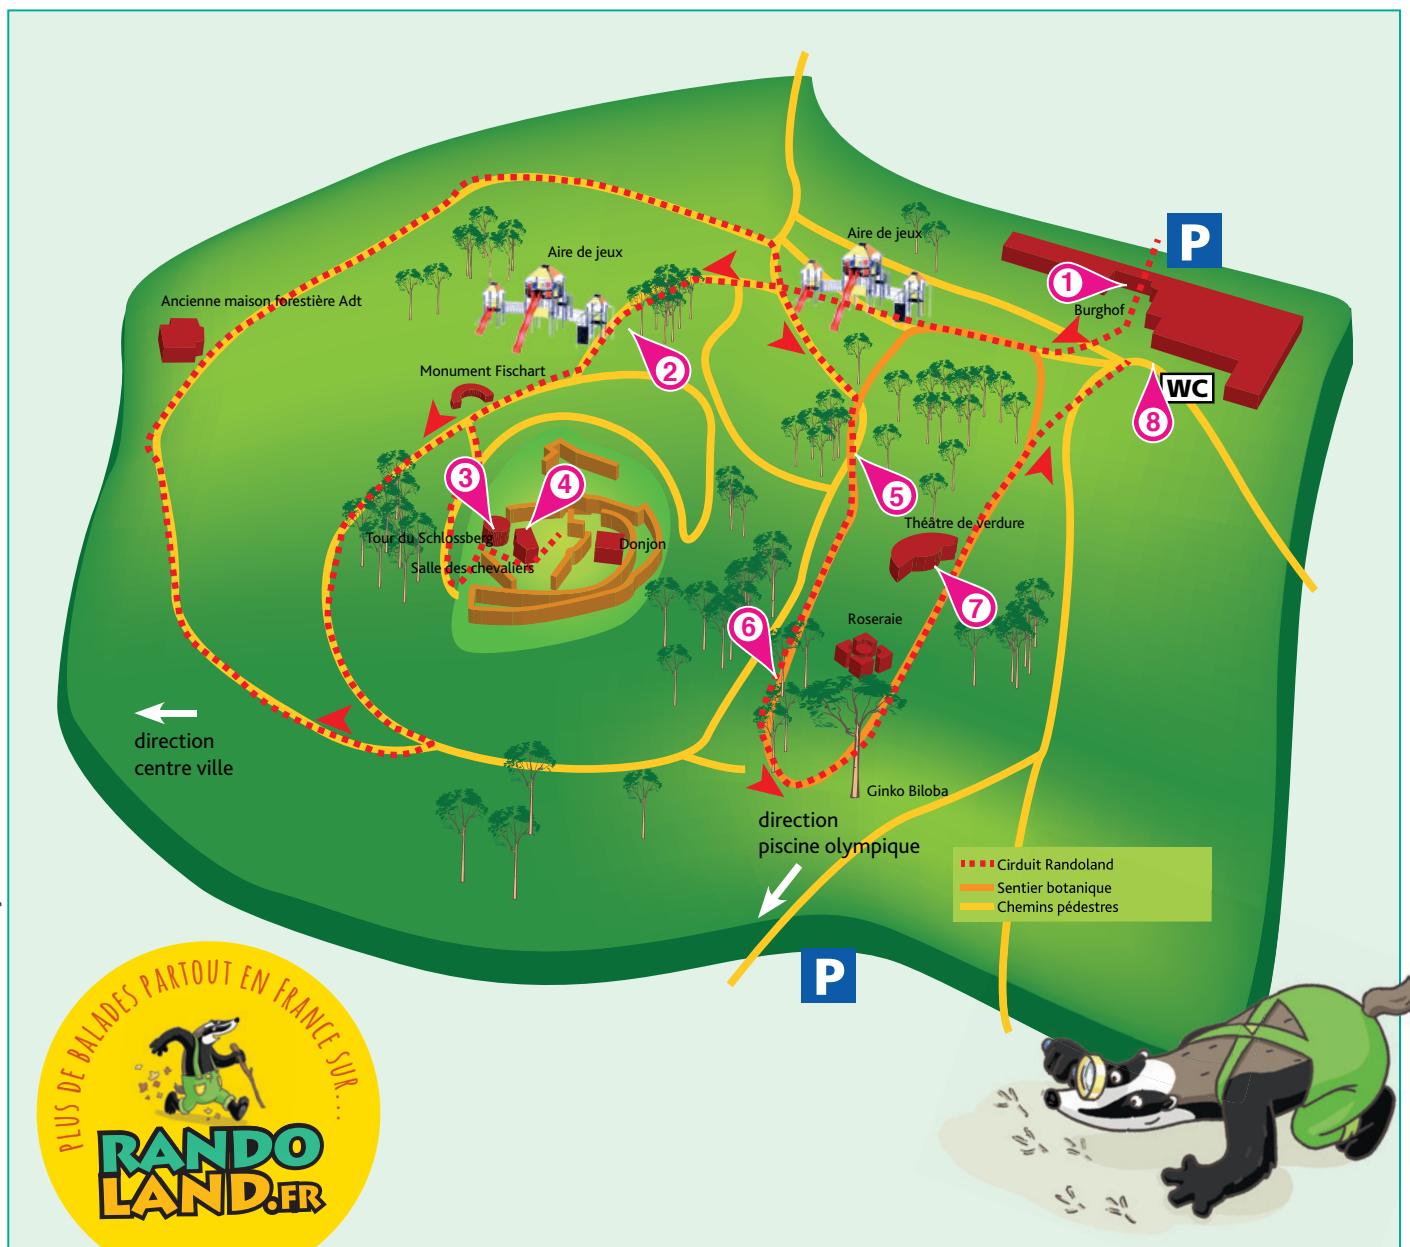 P
Aire de jeux
Aire de jeux
1
Ancienne maison forestière Adt
Burghof
2
Monument Fischart
WC
8
3
4
5
Théâtre de verdure
Tour du Schlossberg
Donjon
Salle des chevaliers
7
Roseraie
6
direction
centre ville
Ginko Biloba
direction
piscine olympique
Cirduit Randoland
Sentier botanique
Chemins pédestres
P
PLUS DE BALADES PARTOUT EN FRANCE SUR...
RANDO
LAND.FR